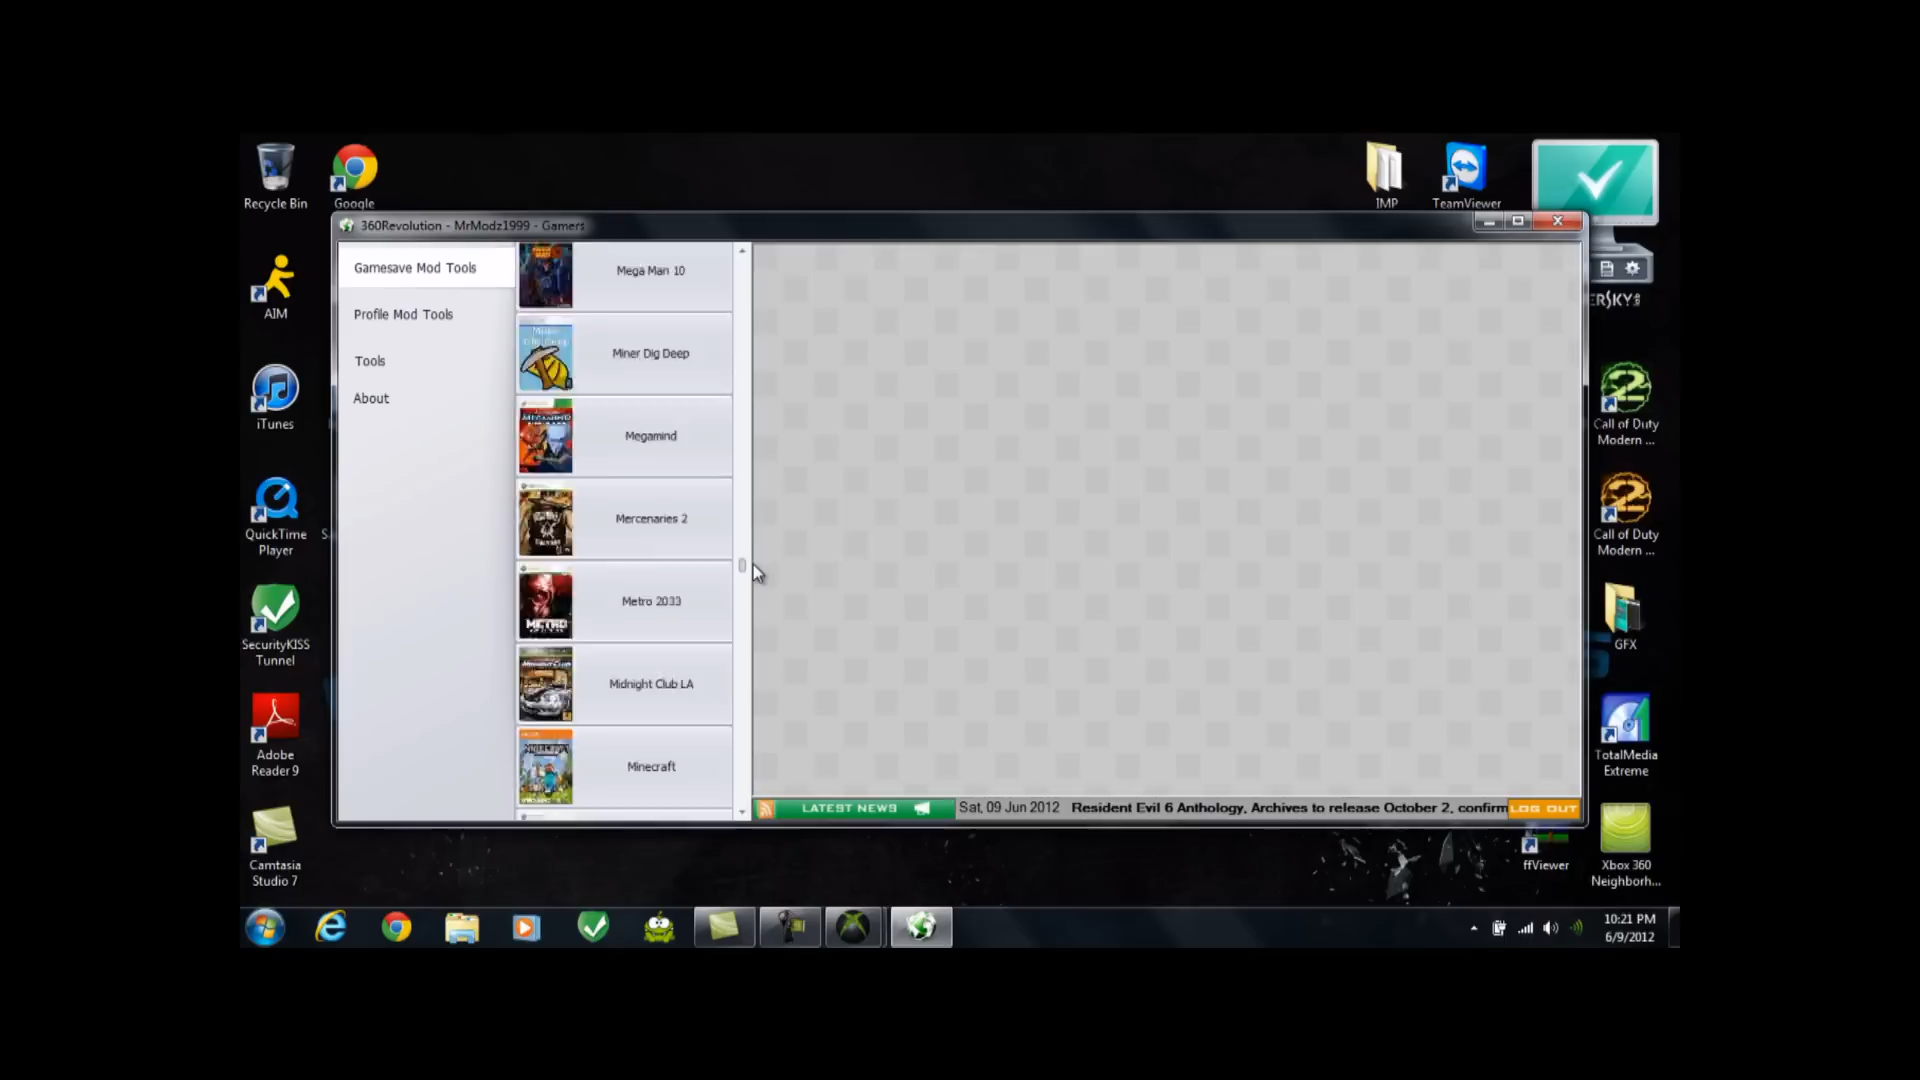 Recycle Bin
Google
IMP
TeamViewer
360Revolution - MrModz1999 - Gamers
Gamesave Mod Tools
Profile Mod Tools
Tools
About
Mega Man 10
Miner Dig Deep
Megamind
Mercenaries 2
Metro 2033
Midnight Club LA
Minecraft
LATEST NEWS
Sat, 09 Jun 2012 Resident Evil 6 Anthology, Archives to release October 2, confirm
LOG OUT
AIM
iTunes
QuickTime
Player
SecurityKISS
Tunnel
Adobe
Reader 9
Camtasia
Studio 7
Call of Duty
Modern ...
Call of Duty
Modern ...
GFX
TotalMedia
Extreme
ffViewer
Xbox 360
Neighborh...
10:21 PM
6/9/2012